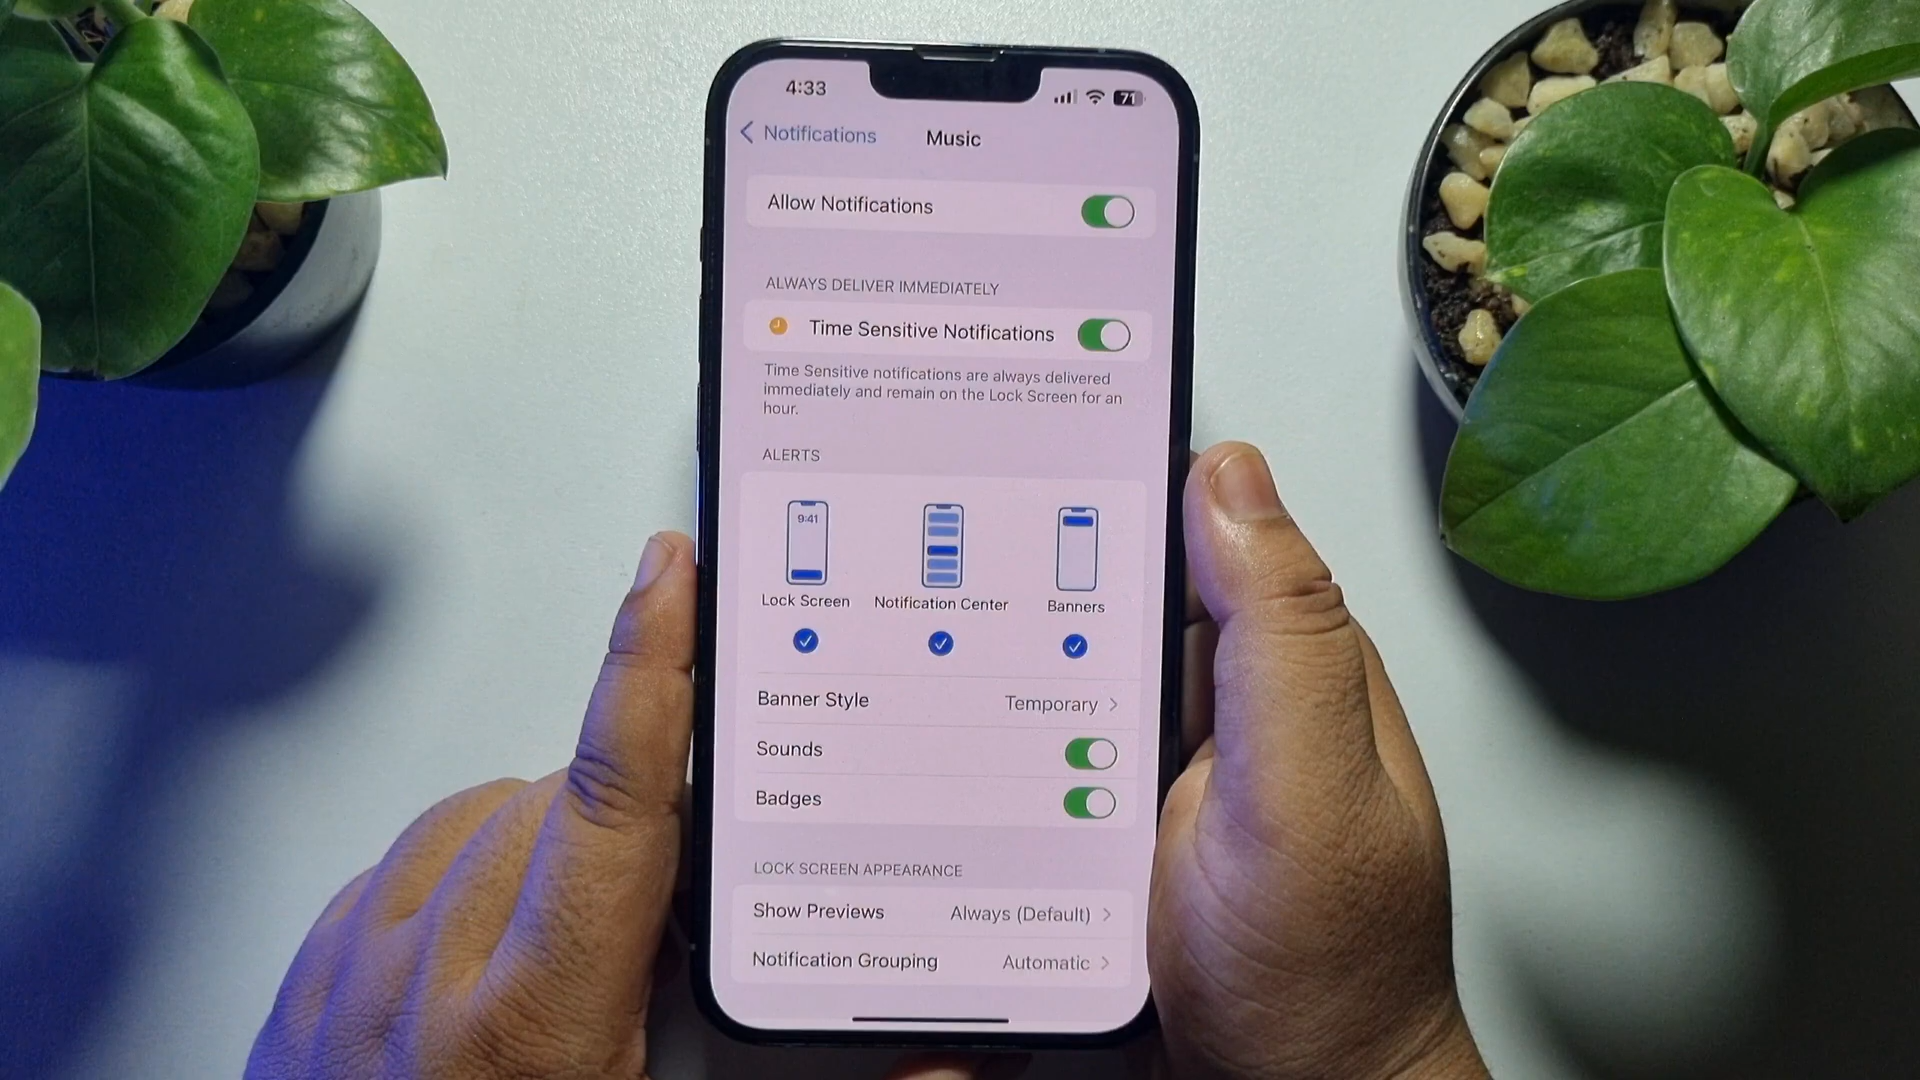 4:33
71
Notifications
Music
Allow Notifications
ALWAYS DELIVER IMMEDIATELY
Time Sensitive Notifications
Time Sensitive notifications are always delivered
immediately and remain on the Lock Screen for an
hour.
ALERTS
9:41
Lock Screen
Notification Center
Banners
Banner Style
Temporary
Sounds
Badges
LOCK SCREEN APPEARANCE
Show Previews
Always (Default)
Notification Grouping
Automatic